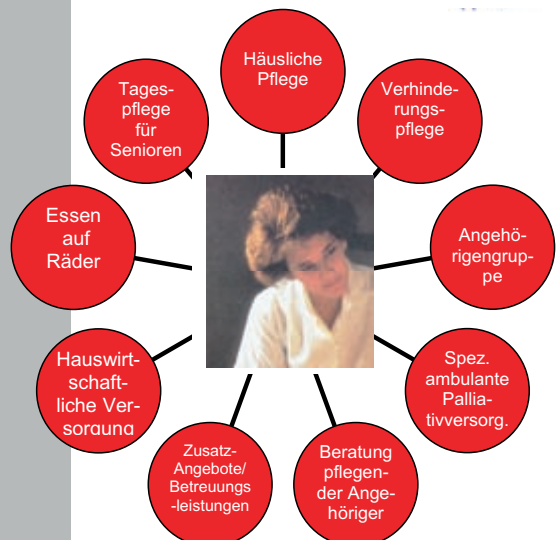 Häusliche
Pflege
Verhinde-
rungs-
pflege
Angehö-
rigengrup-
pe
Spez.
ambulante
Pallia-
tivversorg.
Beratung
pflegen-
der Ange-
höriger
Zusatz-
Angebote/
Betreuungs
-leistungen
Hauswirt-
schaft-
liche Ver-
sorgung
Essen
auf
Räder
Tages-
pflege
für
Senioren